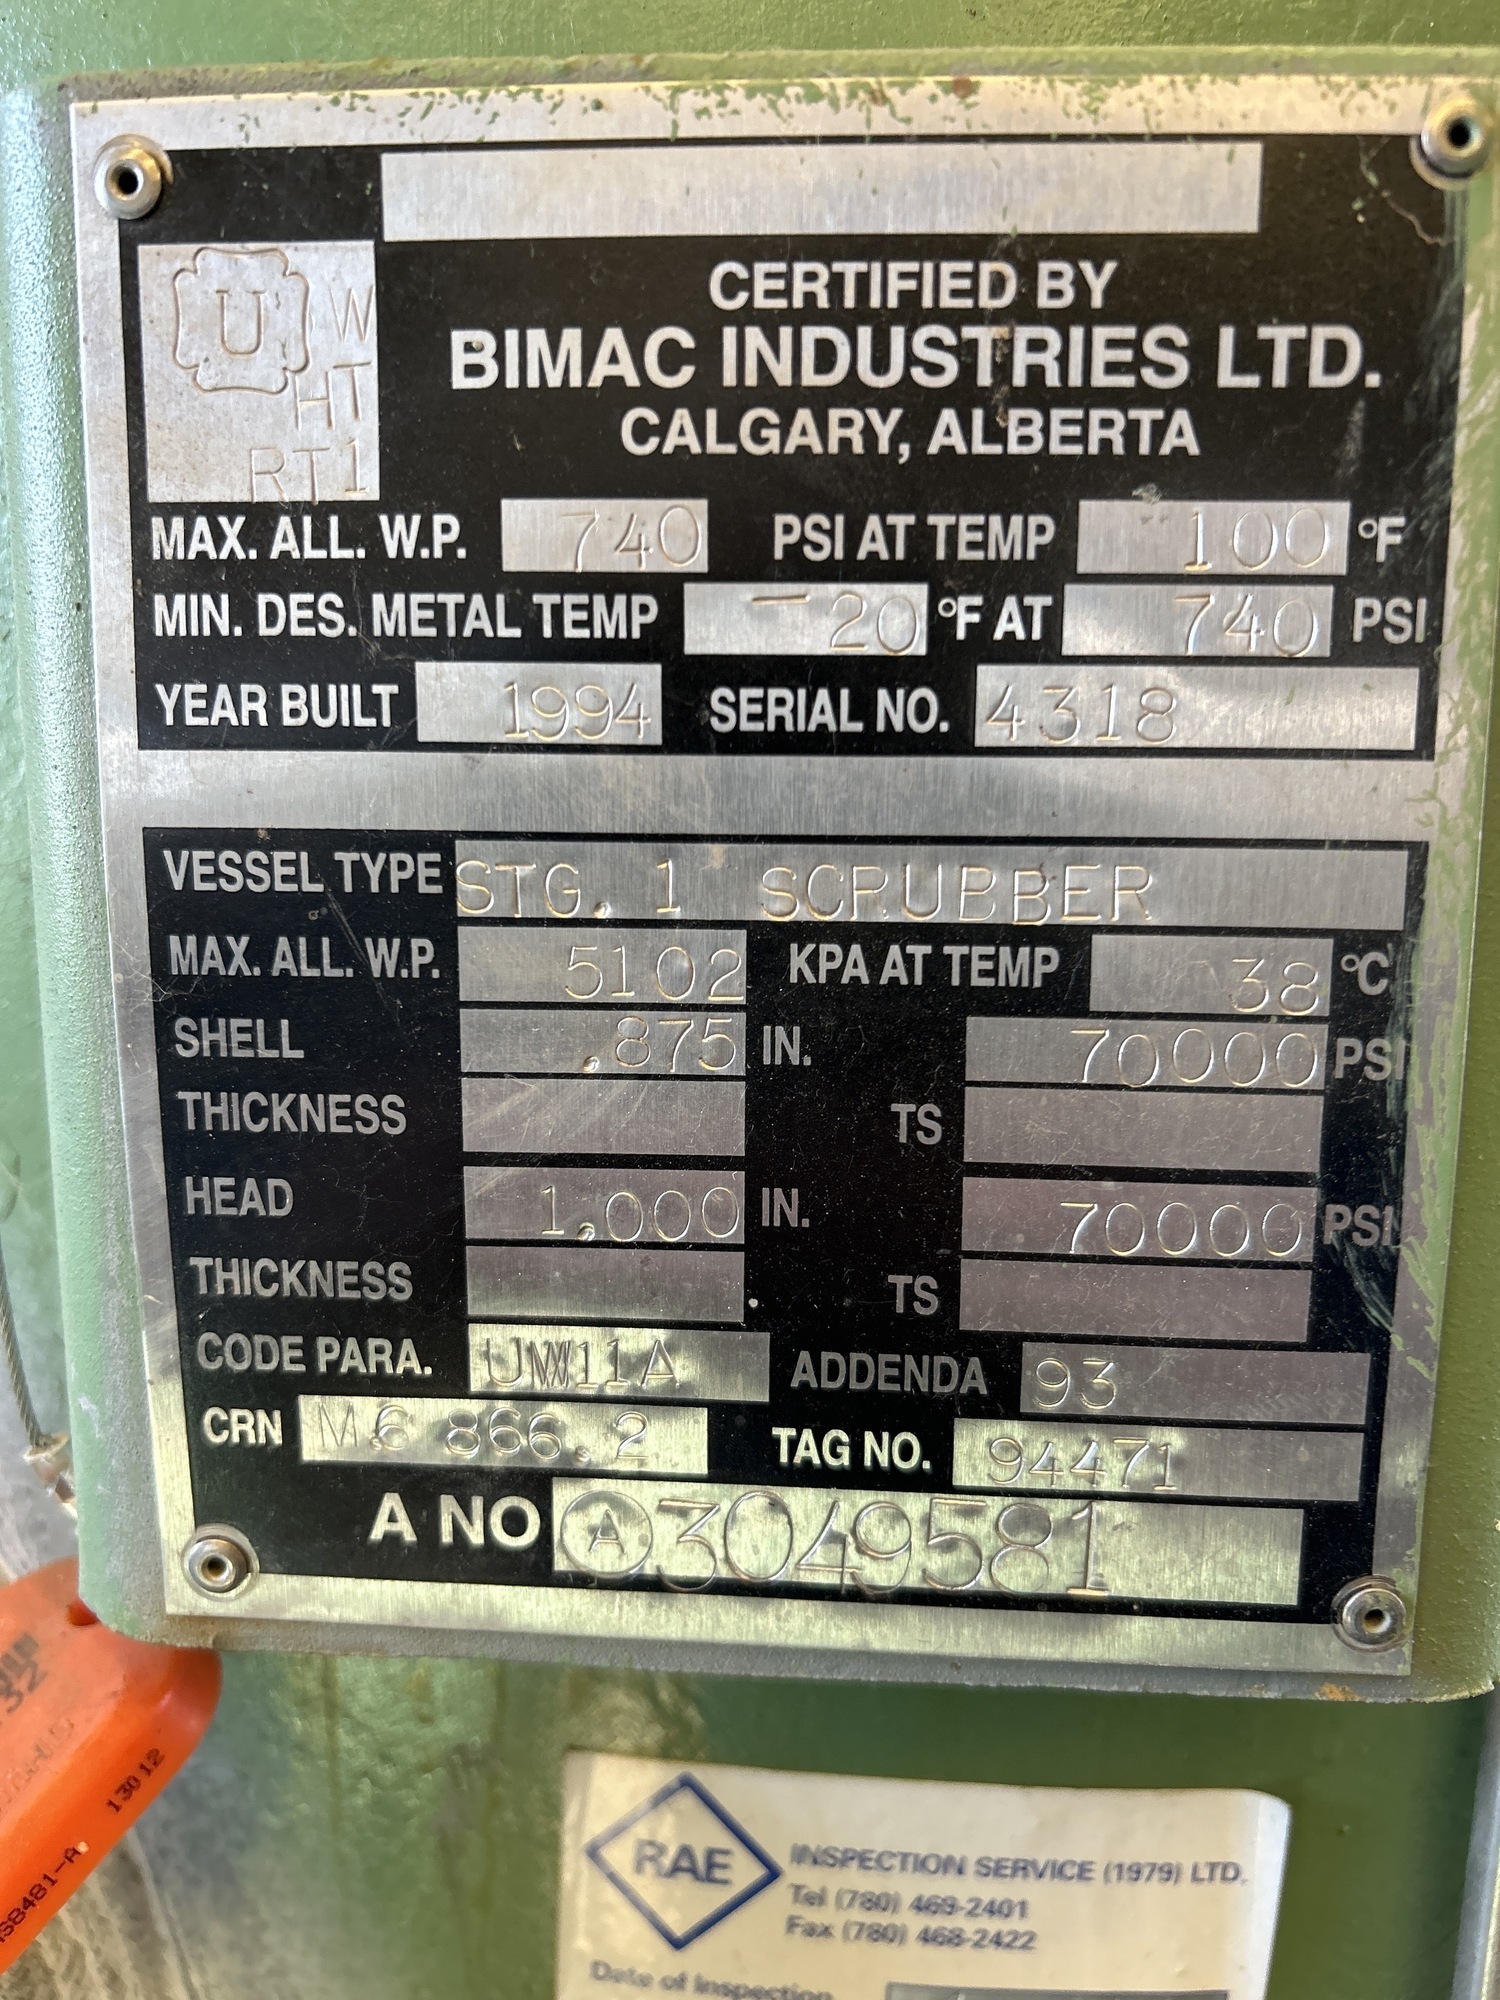 U W
HT
RT1
CERTIFIED BY
BIMAC INDUSTRIES LTD.
CALGARY, ALBERTA
MAX. ALL. W.P. 740 PSI AT TEMP 100 °F
MIN. DES. METAL TEMP -20 °F AT 740 PSI
YEAR BUILT 1994 SERIAL NO. 4318
VESSEL TYPE STG. 1 SCRUBBER
MAX. ALL. W.P. 5102 KPA AT TEMP 38 °C
SHELL .875 IN. 70000 PSI
THICKNESS TS
HEAD 1.000 IN. 70000 PSI
THICKNESS TS
CODE PARA. UW11A ADDENDA 93
CRN M.6 866.2 TAG NO. 94471
A NO A 3049581
13012
RAE INSPECTION SERVICE (1979) LTD.
Tel (780) 469-2401
Fax (780) 468-2422
Date of Inspection